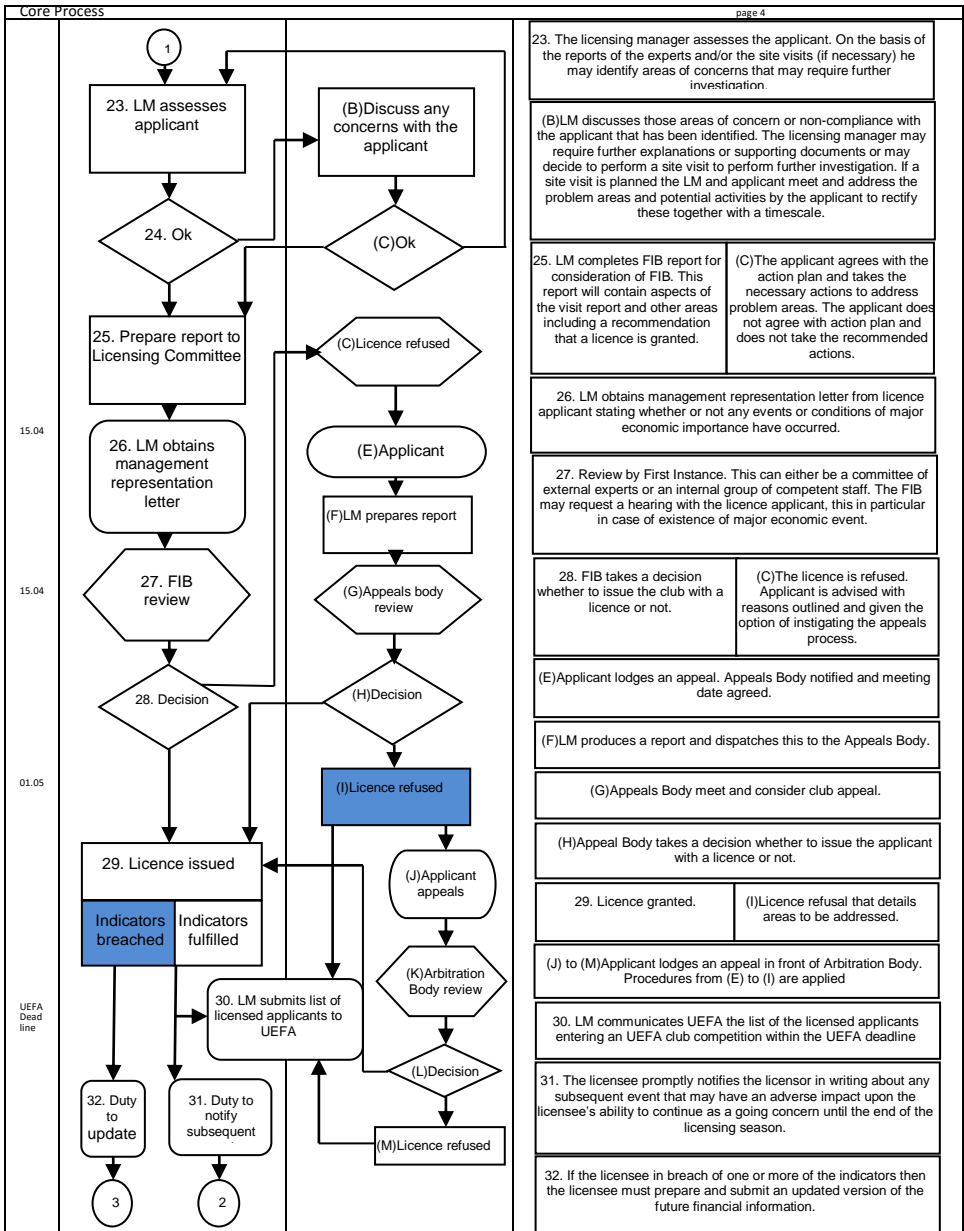 Core Process
page 4
1
23. LM assesses
applicant
(B)Discuss any
concerns with the
applicant
24. Ok
(C)Ok
25. Prepare report to
Licensing Committee
(C)Licence refused
15.04
26. LM obtains
management
representation
letter
(E)Applicant
(F)LM prepares report
15.04
27. FIB
review
(G)Appeals body
review
28. Decision
(H)Decision
01.05
(I)Licence refused
29. Licence issued
(J)Applicant
appeals
Indicators
breached
Indicators
fulfilled
(K)Arbitration
Body review
UEFA
Dead
line
30. LM submits list of
licensed applicants to
UEFA
(L)Decision
32. Duty
to
update
31. Duty to
notify
subsequent
(M)Licence refused
3
2
23. The licensing manager assesses the applicant. On the basis of
the reports of the experts and/or the site visits (if necessary) he
may identify areas of concerns that may require further
investigation.
(B)LM discusses those areas of concern or non-compliance with
the applicant that has been identified. The licensing manager may
require further explanations or supporting documents or may
decide to perform a site visit to perform further investigation. If a
site visit is planned the LM and applicant meet and address the
problem areas and potential activities by the applicant to rectify
these together with a timescale.
25. LM completes FIB report for
consideration of FIB. This
report will contain aspects of
the visit report and other areas
including a recommendation
that a licence is granted.
(C)The applicant agrees with the
action plan and takes the
necessary actions to address
problem areas. The applicant does
not agree with action plan and
does not take the recommended
actions.
26. LM obtains management representation letter from licence
applicant stating whether or not any events or conditions of major
economic importance have occurred.
27. Review by First Instance. This can either be a committee of
external experts or an internal group of competent staff. The FIB
may request a hearing with the licence applicant, this in particular
in case of existence of major economic event.
28. FIB takes a decision
whether to issue the club with a
licence or not.
(C)The licence is refused.
Applicant is advised with
reasons outlined and given the
option of instigating the appeals
process.
(E)Applicant lodges an appeal. Appeals Body notified and meeting
date agreed.
(F)LM produces a report and dispatches this to the Appeals Body.
(G)Appeals Body meet and consider club appeal.
(H)Appeal Body takes a decision whether to issue the applicant
with a licence or not.
29. Licence granted.
(I)Licence refusal that details
areas to be addressed.
(J) to (M)Applicant lodges an appeal in front of Arbitration Body.
Procedures from (E) to (I) are applied
30. LM communicates UEFA the list of the licensed applicants
entering an UEFA club competition within the UEFA deadline
31. The licensee promptly notifies the licensor in writing about any
subsequent event that may have an adverse impact upon the
licensee's ability to continue as a going concern until the end of the
licensing season.
32. If the licensee in breach of one or more of the indicators then
the licensee must prepare and submit an updated version of the
future financial information.